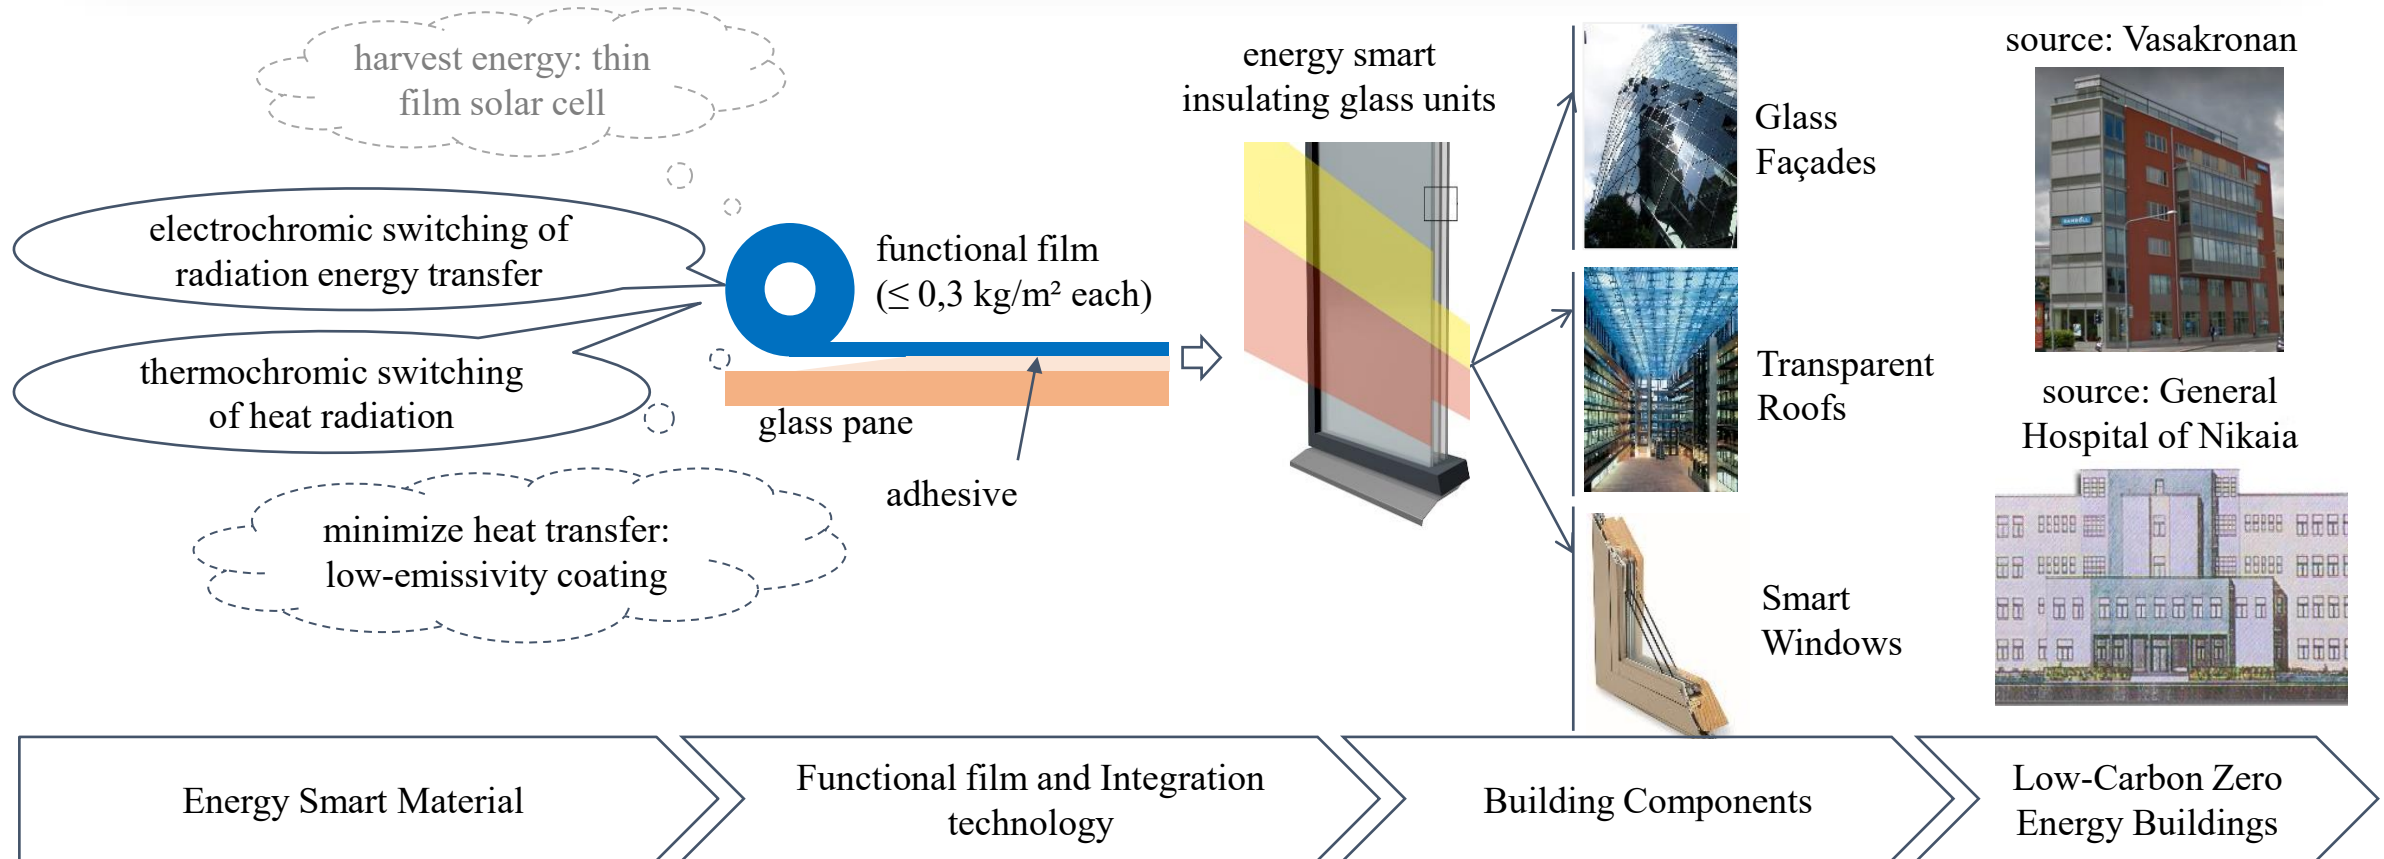 harvest energy: thin
film solar cell
electrochromic switching of
radiation energy transfer
thermochromic switching
of heat radiation
minimize heat transfer:
low-emissivity coating
functional film
(≤ 0,3 kg/m² each)
glass pane
adhesive
energy smart
insulating glass units
Glass
Façades
Transparent
Roofs
Smart
Windows
source: Vasakronan
RAMBOLL
source: General
Hospital of Nikaia
Energy Smart Material
Functional film and Integration
technology
Building Components
Low-Carbon Zero
Energy Buildings